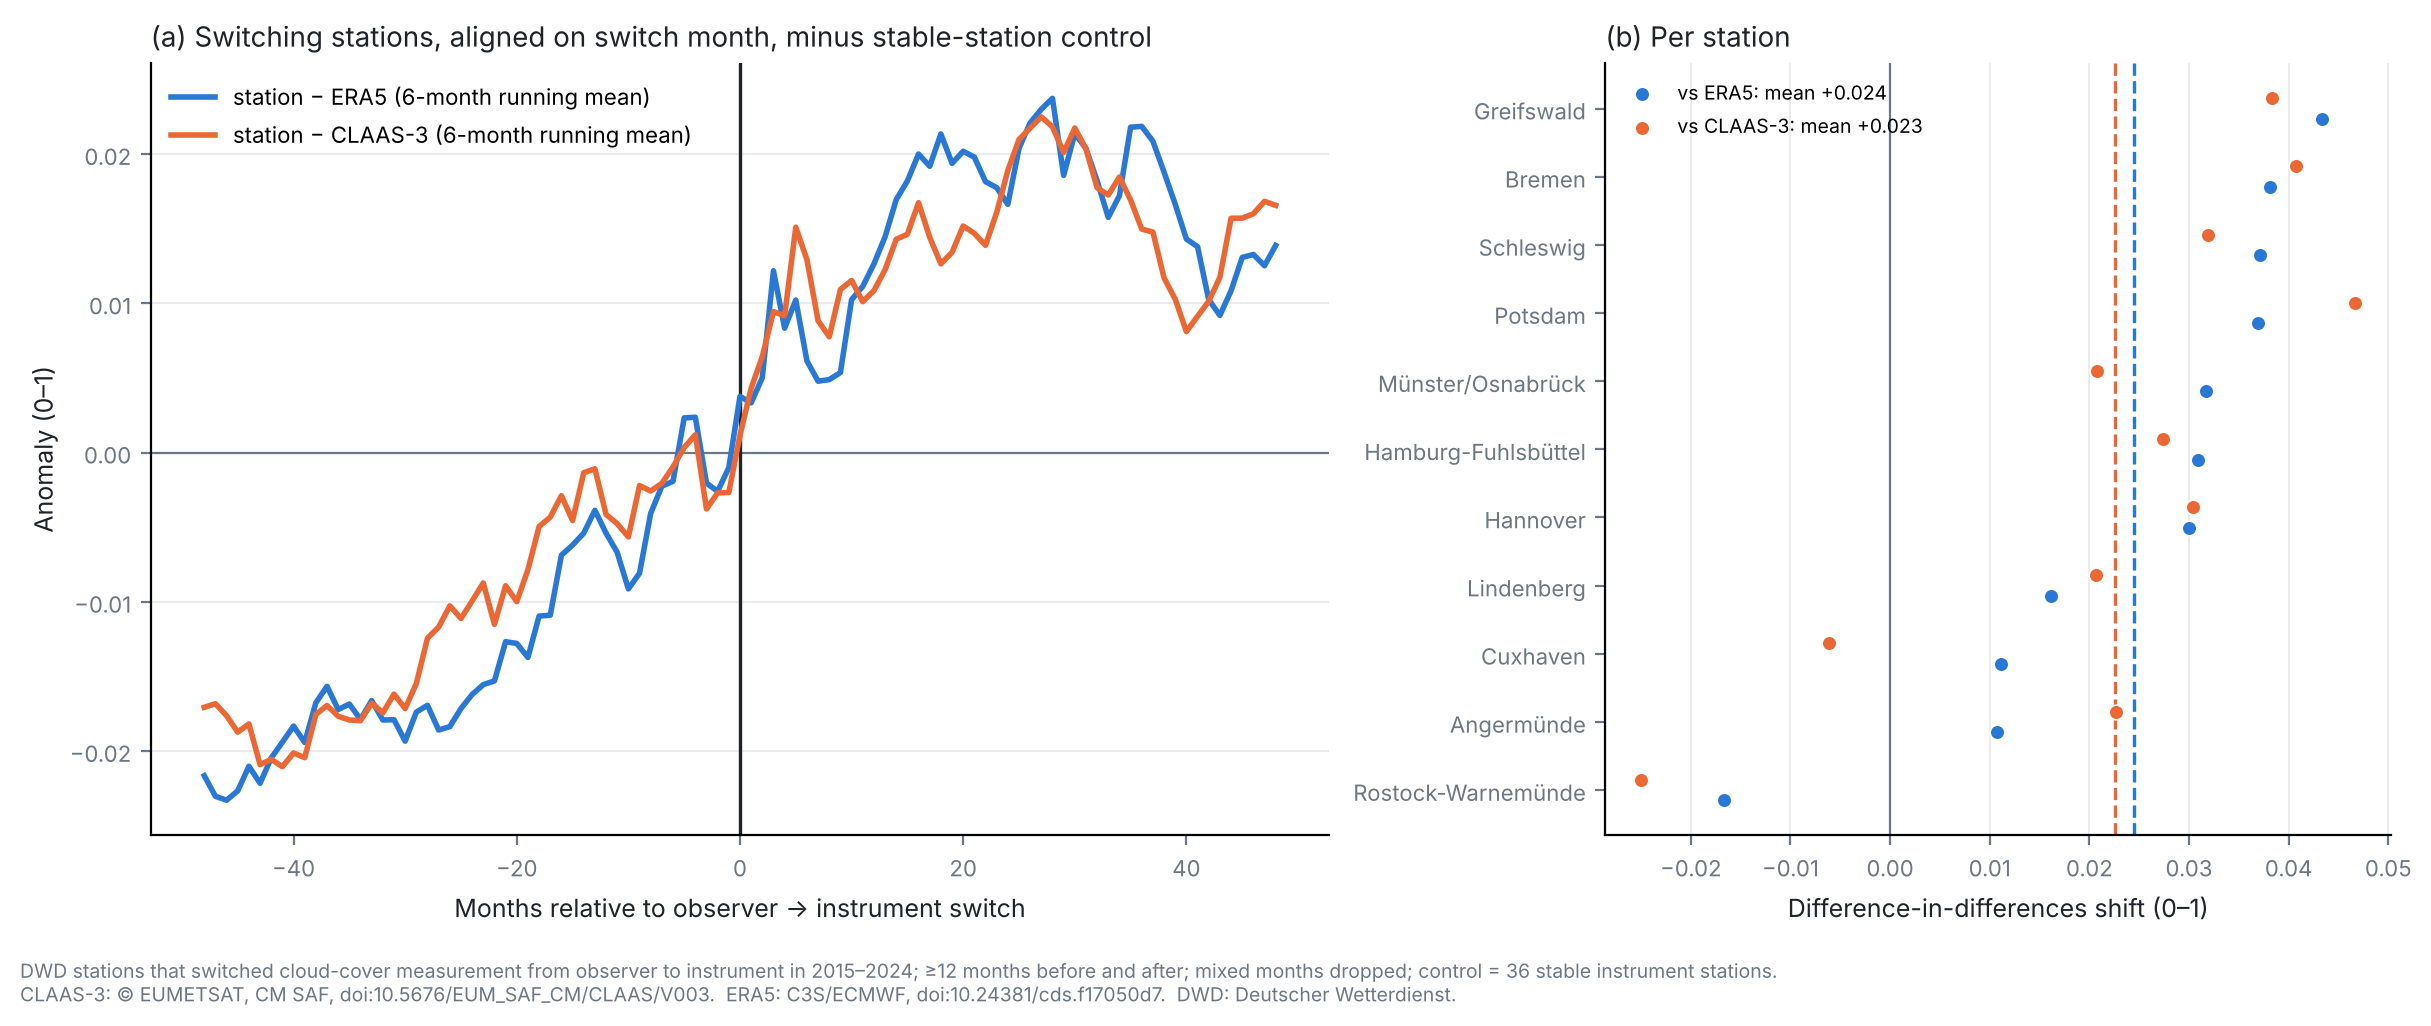 (a) Switching stations, aligned on switch month, minus stable-station control
station − ERA5 (6-month running mean)
station − CLAAS-3 (6-month running mean)
Anomaly (0–1)
0.02
0.01
0.00
−0.01
−0.02
−40
−20
0
20
40
Months relative to observer → instrument switch
(b) Per station
vs ERA5: mean +0.024
vs CLAAS-3: mean +0.023
Greifswald
Bremen
Schleswig
Potsdam
Münster/Osnabrück
Hamburg-Fuhlsbüttel
Hannover
Lindenberg
Cuxhaven
Angermünde
Rostock-Warnemünde
−0.02
−0.01
0.00
0.01
0.02
0.03
0.04
0.05
Difference-in-differences shift (0–1)
DWD stations that switched cloud-cover measurement from observer to instrument in 2015–2024; ≥12 months before and after; mixed months dropped; control = 36 stable instrument stations.
CLAAS-3: © EUMETSAT, CM SAF, doi:10.5676/EUM_SAF_CM/CLAAS/V003. ERA5: C3S/ECMWF, doi:10.24381/cds.f17050d7. DWD: Deutscher Wetterdienst.